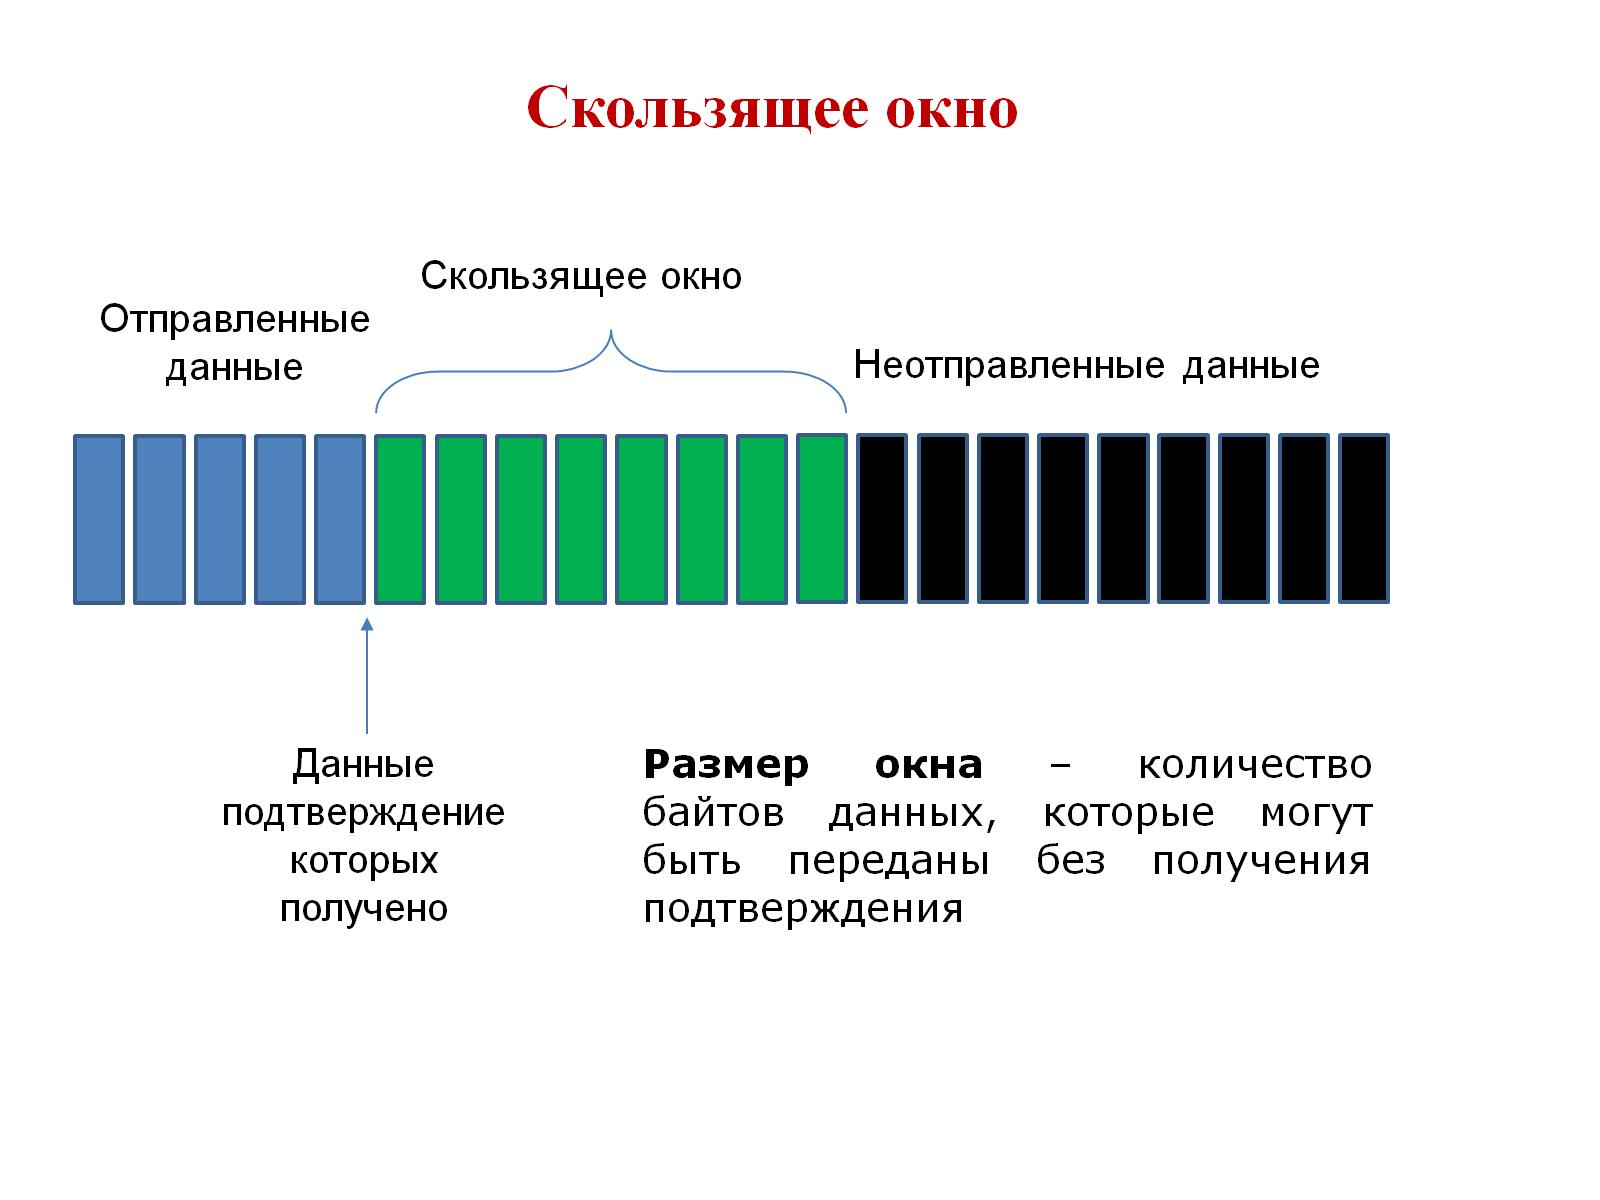 Скользящее окно
Скользящее окно
Отправленные
данные
Неотправленные данные
Данные
подтверждение
которых
получено
Размер окна – количество
байтов данных, которые могут
быть переданы без получения
подтверждения